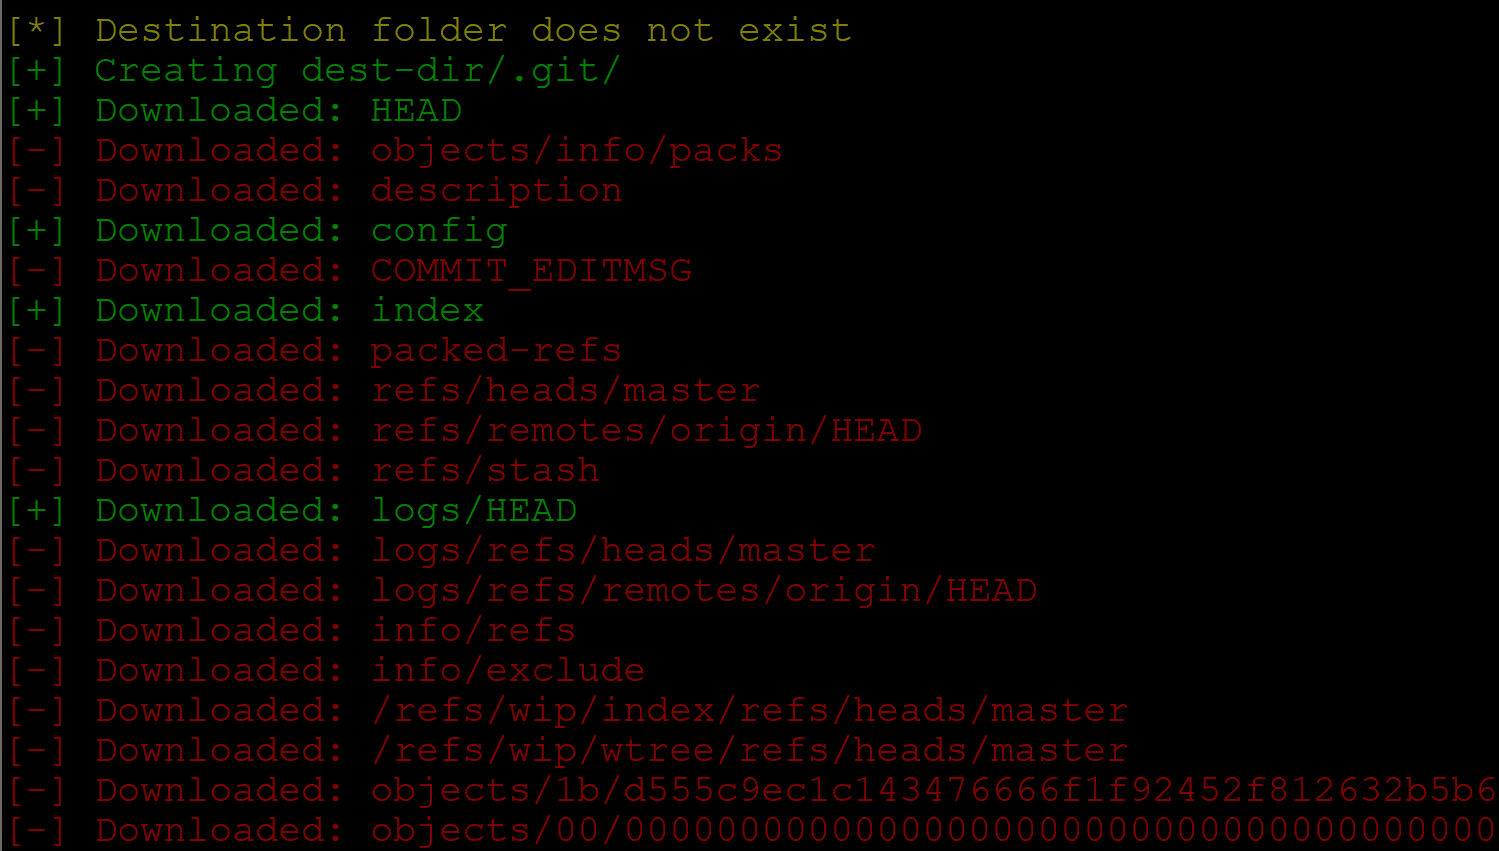 [*] Destination folder does not exist
[+] Creating dest-dir/.git/
[+] Downloaded: HEAD
[-] Downloaded: objects/info/packs
[-] Downloaded: description
[+] Downloaded: config
[-] Downloaded: COMMIT_EDITMSG
[+] Downloaded: index
[-] Downloaded: packed-refs
[-] Downloaded: refs/heads/master
[-] Downloaded: refs/remotes/origin/HEAD
[-] Downloaded: refs/stash
[+] Downloaded: logs/HEAD
[-] Downloaded: logs/refs/heads/master
[-] Downloaded: logs/refs/remotes/origin/HEAD
[-] Downloaded: info/refs
[-] Downloaded: info/exclude
[-] Downloaded: /refs/wip/index/refs/heads/master
[-] Downloaded: /refs/wip/wtree/refs/heads/master
[-] Downloaded: objects/1b/d555c9ec1c143476666f1f92452f812632b5b6
[-] Downloaded: objects/00/00000000000000000000000000000000000000